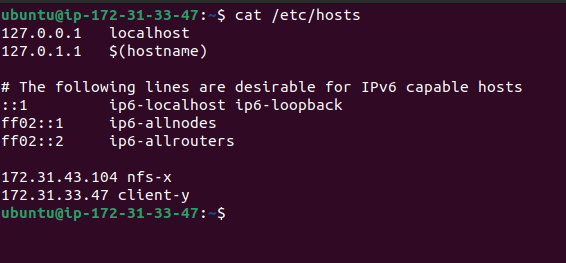 ubuntu@ip-172-31-33-47:~$ cat /etc/hosts
127.0.0.1   localhost
127.0.1.1   $(hostname)

# The following lines are desirable for IPv6 capable hosts
::1         ip6-localhost ip6-loopback
ff02::1     ip6-allnodes
ff02::2     ip6-allrouters

172.31.43.104 nfs-x
172.31.33.47 client-y
ubuntu@ip-172-31-33-47:~$